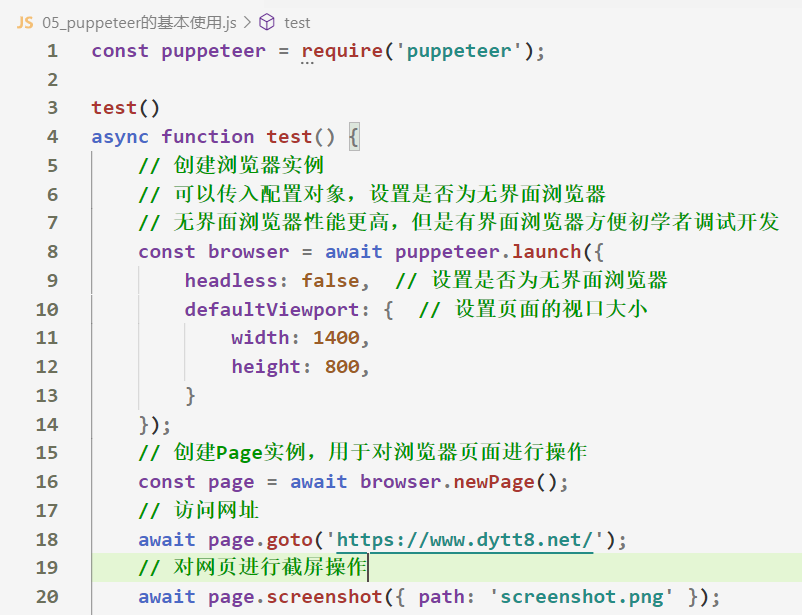 JS 05_puppeteer的基本使用.js > test
1 const puppeteer = require('puppeteer');
2
3 test()
4 async function test() {
5     // 创建浏览器实例
6     // 可以传入配置对象，设置是否为无界面浏览器
7     // 无界面浏览器性能更高，但是有界面浏览器方便初学者调试开发
8     const browser = await puppeteer.launch({
9         headless: false,  // 设置是否为无界面浏览器
10         defaultViewport: {  // 设置页面的视口大小
11             width: 1400,
12             height: 800,
13         }
14     });
15     // 创建Page实例，用于对浏览器页面进行操作
16     const page = await browser.newPage();
17     // 访问网址
18     await page.goto('https://www.dytt8.net/');
19     // 对网页进行截屏操作
20     await page.screenshot({ path: 'screenshot.png' });